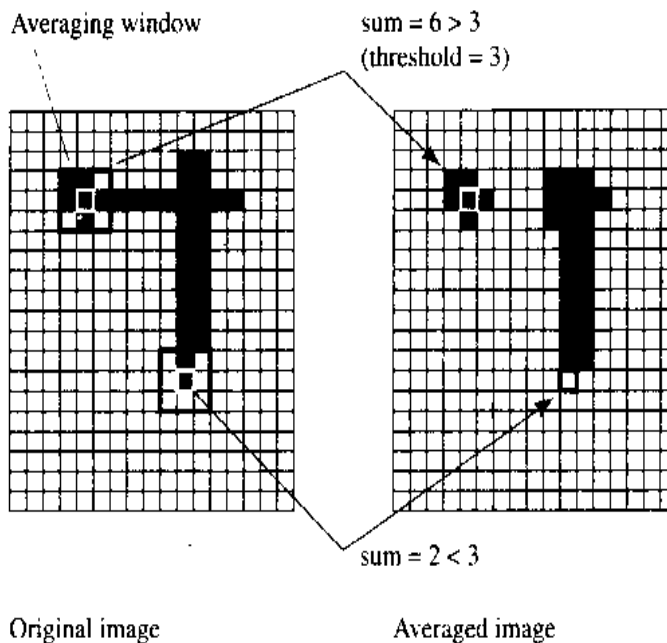 Averaging window
sum = 6 > 3
(threshold = 3)
sum = 2 < 3
Original image
Averaged image